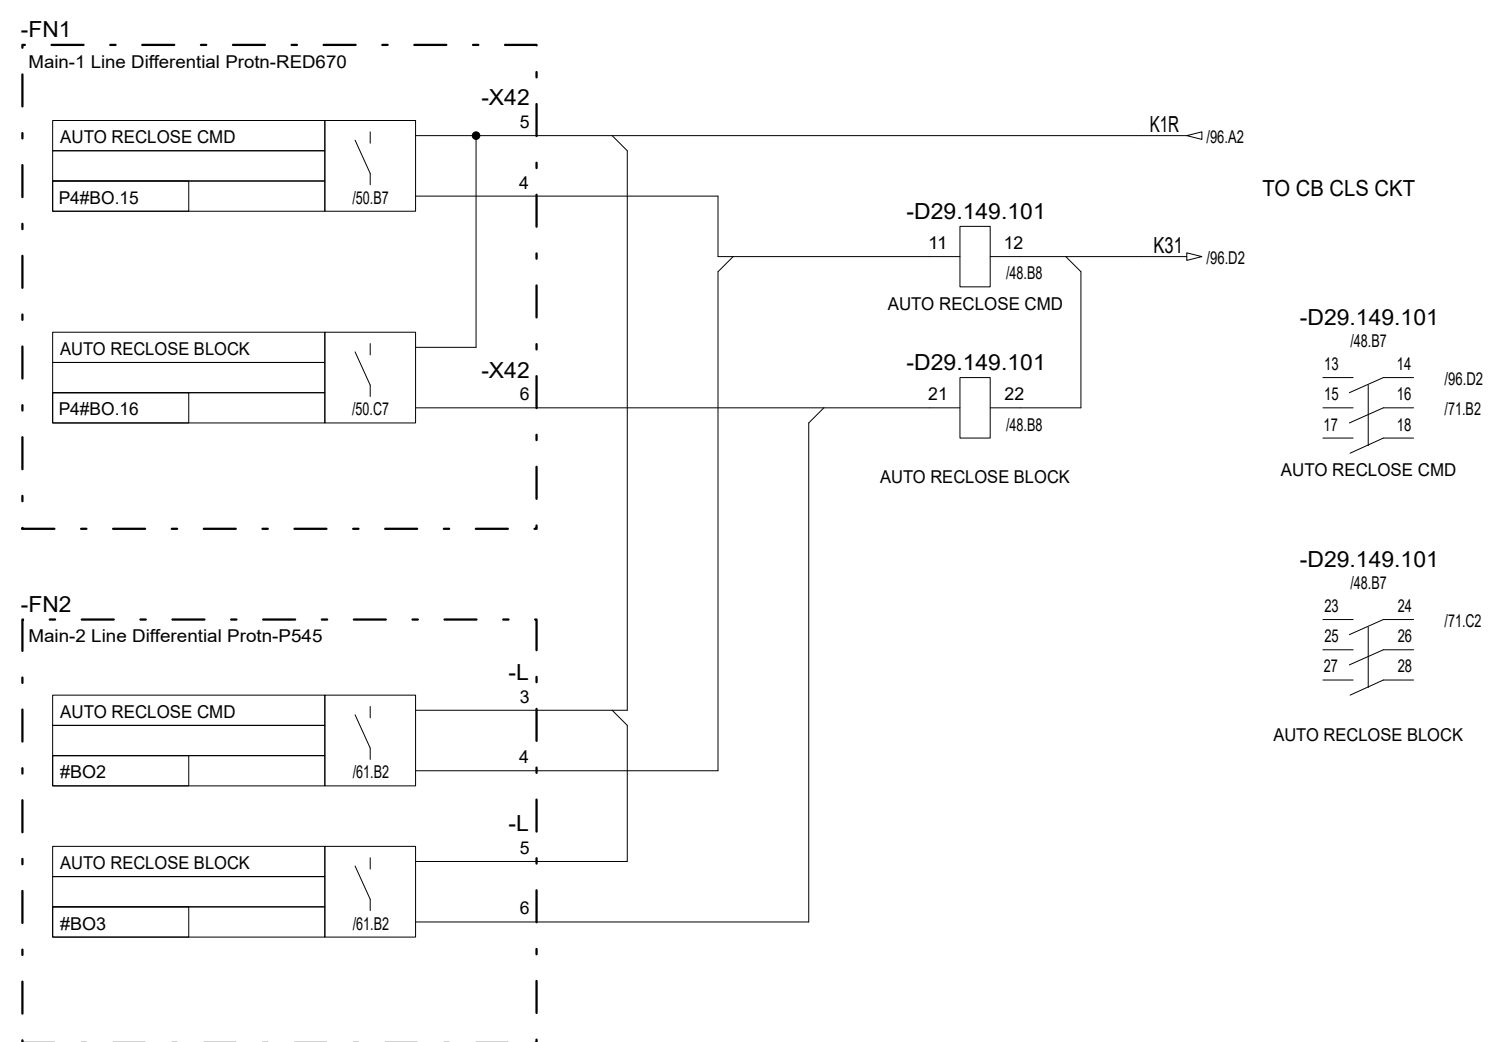 -FN1
Main-1 Line Differential Protn-RED670
-X42
5
AUTO RECLOSE CMD
P4#BO.15
/50.B7
4
K1R
/96.A2
TO CB CLS CKT
-D29.149.101
11
12
/48.B8
AUTO RECLOSE CMD
K31
/96.D2
AUTO RECLOSE BLOCK
P4#BO.16
/50.C7
-X42
6
-D29.149.101
21
22
/48.B8
AUTO RECLOSE BLOCK
-D29.149.101
/48.B7
13
14
/96.D2
15
16
/71.B2
17
18
AUTO RECLOSE CMD
-D29.149.101
/48.B7
23
24
/71.C2
25
26
27
28
AUTO RECLOSE BLOCK
-FN2
Main-2 Line Differential Protn-P545
-L
3
AUTO RECLOSE CMD
#BO2
/61.B2
4
-L
5
AUTO RECLOSE BLOCK
#BO3
/61.B2
6